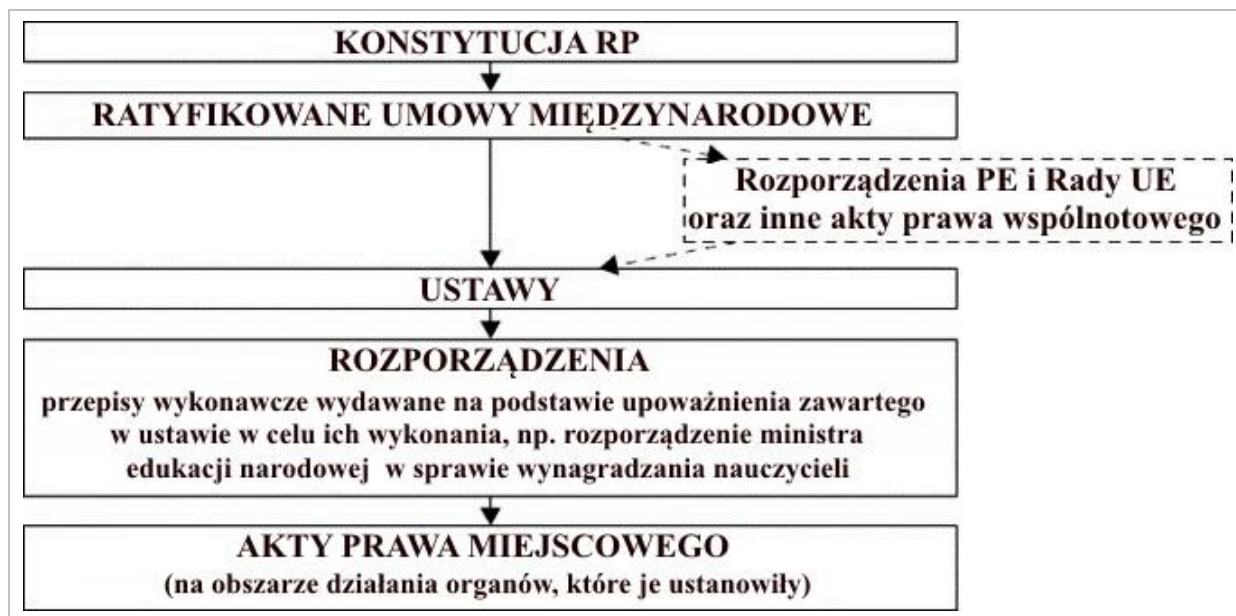 KONSTYTUCJA RP
RATYFIKOWANE UMOWY MIĘDZYNARODOWE
Rozporządzenia PE i Rady UE
oraz inne akty prawa wspólnotowego
USTAWY
ROZPORZĄDZENIA
przepisy wykonawcze wydawane na podstawie upoważnienia zawartego
w ustawie w celu ich wykonania, np. rozporządzenie ministra
edukacji narodowej w sprawie wynagradzania nauczycieli
AKTY PRAWA MIEJSCOWEGO
(na obszarze działania organów, które je ustanowiły)